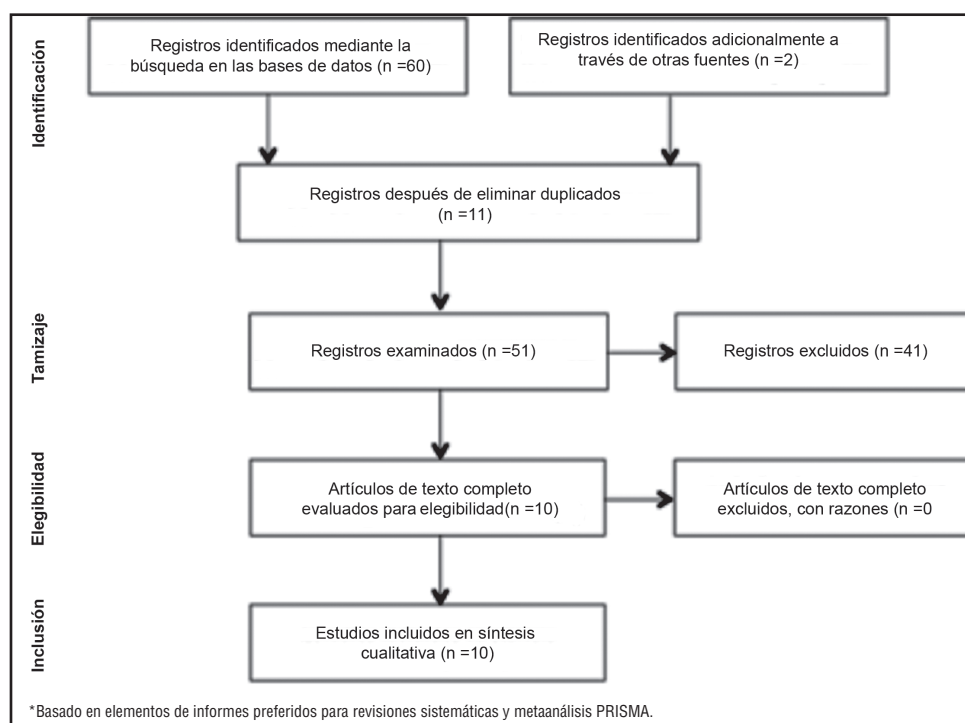 Identificación
Registros identificados mediante la
búsqueda en las bases de datos (n =60)
Registros identificados adicionalmente a
través de otras fuentes (n =2)
Registros después de eliminar duplicados
(n =11)
Tamizaje
Registros examinados (n =51)
Registros excluidos (n =41)
Elegibilidad
Artículos de texto completo
evaluados para elegibilidad(n =10)
Artículos de texto completo
excluidos, con razones (n =0
Inclusión
Estudios incluidos en síntesis
cualitativa (n =10)
*Basado en elementos de informes preferidos para revisiones sistemáticas y metaanálisis PRISMA.